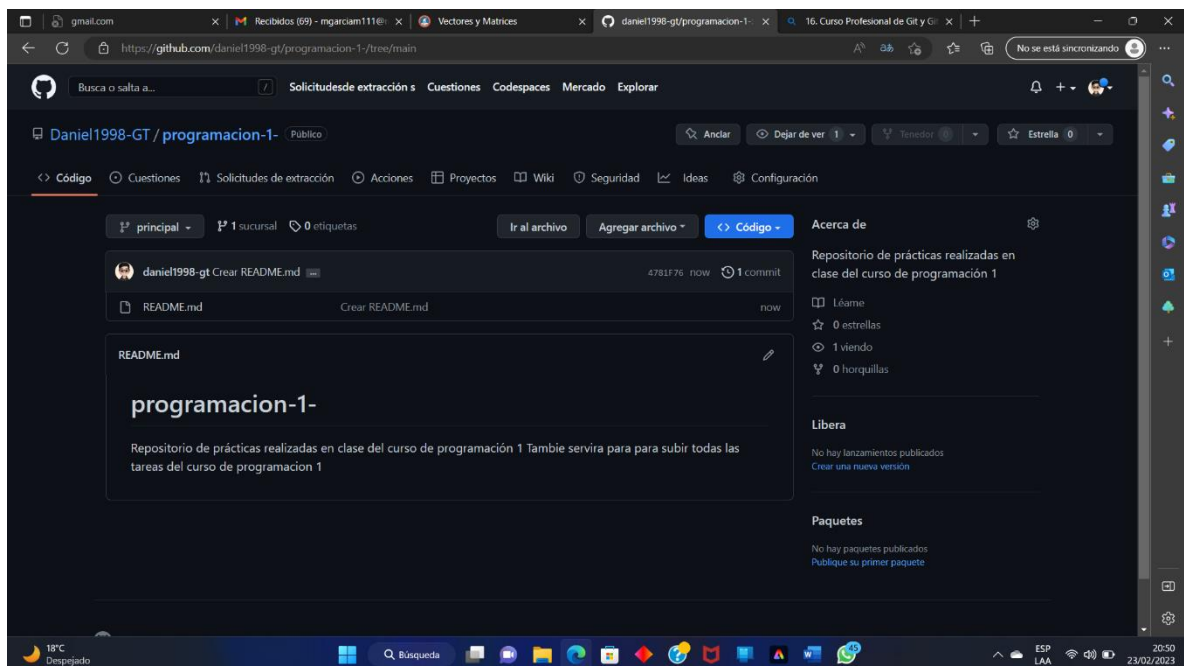 gmail.com
Recibidos (69) - mgarciam111@
Vectores y Matrices
daniel1998-gt/programacion-1-
16. Curso Profesional de Git y Gi
https://github.com/daniel1998-gt/programacion-1-/tree/main
No se está sincronizando
Busca o salta a...
/
Solicitudesde extracción s Cuestiones Codespaces Mercado Explorar
Daniel1998-GT / programacion-1- Público
Anclar
Dejar de ver 1
Tenedor 0
Estrella 0
<> Código Cuestiones Solicitudes de extracción Acciones Proyectos Wiki Seguridad Ideas Configuración
principal 1 sucursal 0 etiquetas
Ir al archivo
Agregar archivo
<> Código
daniel1998-gt Crear README.md ...
4781F76 now 1 commit
README.md Crear README.md now
README.md
programacion-1-
Repositorio de prácticas realizadas en clase del curso de programación 1 Tambie servira para para subir todas las
tareas del curso de programacion 1
Acerca de
Repositorio de prácticas realizadas en
clase del curso de programación 1
Léame
0 estrellas
1 viendo
0 horquillas
Libera
No hay lanzamientos publicados
Crear una nueva versión
Paquetes
No hay paquetes publicados
Publique su primer paquete
18°C
Despejado
Búsqueda
45
ESP
LAA
20:50
23/02/2023